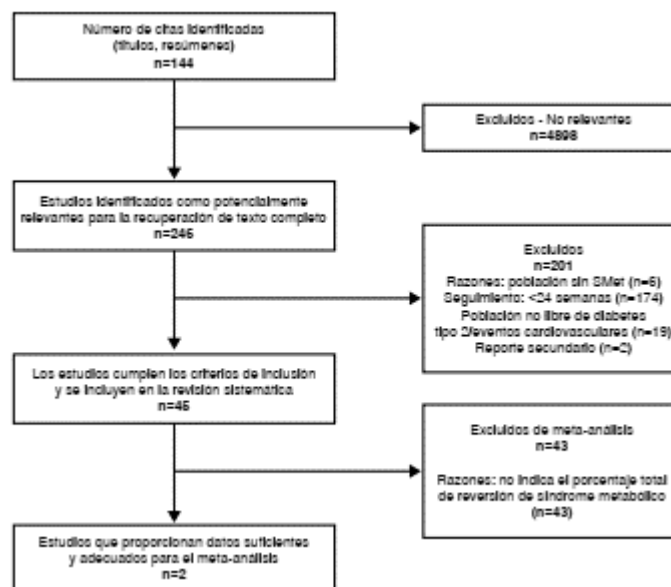 Número de citas identificadas
(títulos, resúmenes)
n=144
Excluidos - No relevantes
n=4898
Estudios identificados como potencialmente
relevantes para la recuperación de texto completo
n=246
Excluidos
n=201
Razones: población sin SMet (n=6)
Seguimiento: <24 semanas (n=174)
Población no libre de diabetes
tipo 2/eventos cardiovasculares (n=19)
Reporte secundario (n=2)
Los estudios cumplen los criterios de inclusión
y se incluyen en la revisión sistemática
n=45
Excluidos de meta-análisis
n=43
Razones: no indica el porcentaje total
de reversión de síndrome metabólico
(n=43)
Estudios que proporcionan datos suficientes
y adecuados para el meta-análisis
n=2